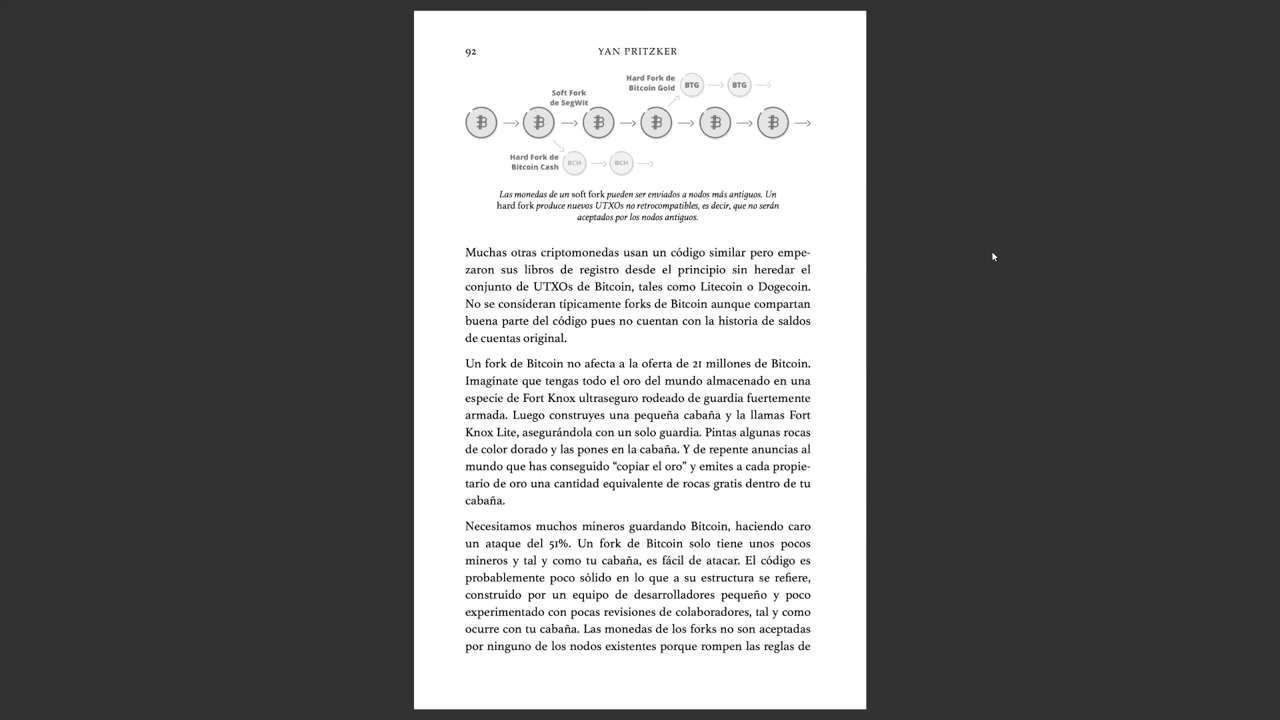 92
YAN PRITZKER
Hard Fork de
Bitcoin Gold
BTG
BTG
Soft Fork
de SegWit
Hard Fork de
Bitcoin Cash
BCH
BCH
Las monedas de un soft fork pueden ser enviados a nodos más antiguos. Un
hard fork produce nuevos UTXOs no retrocompatibles, es decir, que no serán
aceptados por los nodos antiguos.
Muchas otras criptomonedas usan un código similar pero empe-
zaron sus libros de registro desde el principio sin heredar el
conjunto de UTXOs de Bitcoin, tales como Litecoin o Dogecoin.
No se consideran típicamente forks de Bitcoin aunque compartan
buena parte del código pues no cuentan con la historia de saldos
de cuentas original.
Un fork de Bitcoin no afecta a la oferta de 21 millones de Bitcoin.
Imagínate que tengas todo el oro del mundo almacenado en una
especie de Fort Knox ultraseguro rodeado de guardia fuertemente
armada. Luego construyes una pequeña cabaña y la llamas Fort
Knox Lite, asegurándola con un solo guardia. Pintas algunas rocas
de color dorado y las pones en la cabaña. Y de repente anuncias al
mundo que has conseguido “copiar el oro” y emites a cada propie-
tario de oro una cantidad equivalente de rocas gratis dentro de tu
cabaña.
Necesitamos muchos mineros guardando Bitcoin, haciendo caro
un ataque del 51%. Un fork de Bitcoin solo tiene unos pocos
mineros y tal y como tu cabaña, es fácil de atacar. El código es
probablemente poco sólido en lo que a su estructura se refiere,
construido por un equipo de desarrolladores pequeño y poco
experimentado con pocas revisiones de colaboradores, tal y como
ocurre con tu cabaña. Las monedas de los forks no son aceptadas
por ninguno de los nodos existentes porque rompen las reglas de